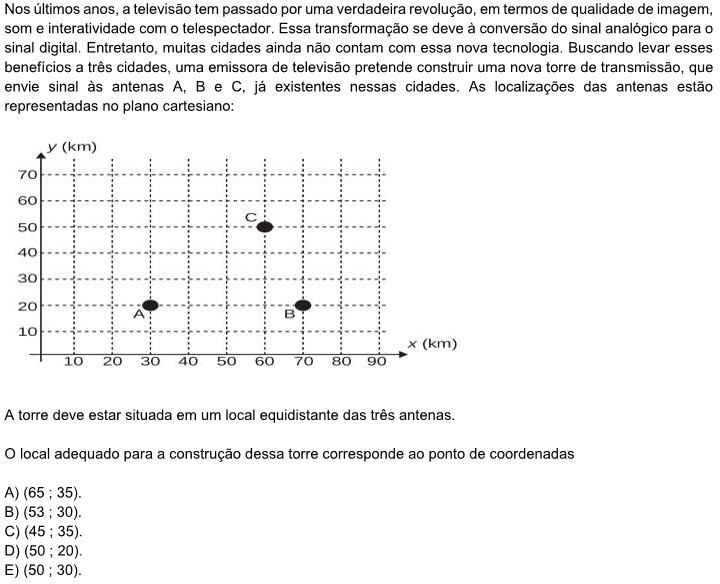 Nos últimos anos, a televisão tem passado por uma verdadeira revolução, em termos de qualidade de imagem,
som e interatividade com o telespectador. Essa transformação se deve à conversão do sinal analógico para o
sinal digital. Entretanto, muitas cidades ainda não contam com essa nova tecnologia. Buscando levar esses
benefícios a três cidades, uma emissora de televisão pretende construir uma nova torre de transmissão, que
envie sinal às antenas A, B e C, já existentes nessas cidades. As localizações das antenas estão
representadas no plano cartesiano:
y (km)
70
60
50
40
30
20
10
C
A
B
x (km)
10 20 30 40 50 60 70 80 90
A torre deve estar situada em um local equidistante das três antenas.
O local adequado para a construção dessa torre corresponde ao ponto de coordenadas
A) (65 ; 35).
B) (53 ; 30).
C) (45 ; 35).
D) (50 ; 20).
E) (50 ; 30).